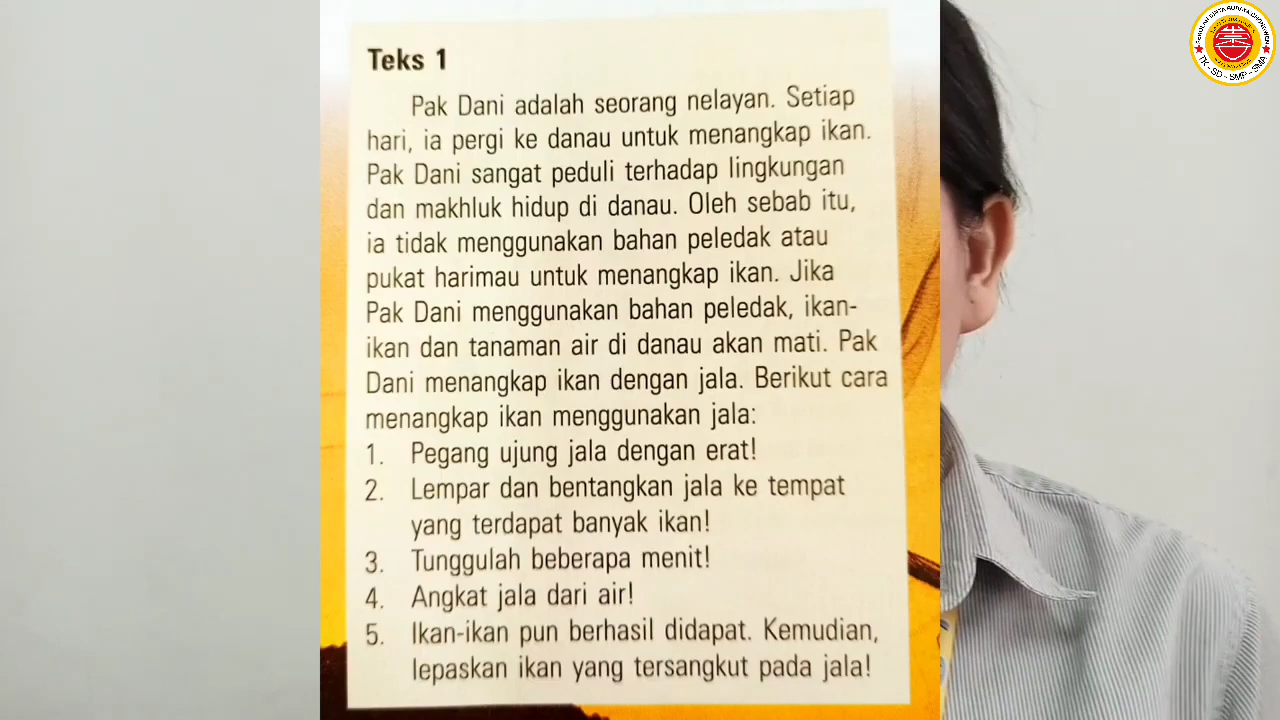 Teks 1
Pak Dani adalah seorang nelayan. Setiap
hari, ia pergi ke danau untuk menangkap ikan.
Pak Dani sangat peduli terhadap lingkungan
dan makhluk hidup di danau. Oleh sebab itu,
ia tidak menggunakan bahan peledak atau
pukat harimau untuk menangkap ikan. Jika
Pak Dani menggunakan bahan peledak, ikan-
ikan dan tanaman air di danau akan mati. Pak
Dani menangkap ikan dengan jala. Berikut cara
menangkap ikan menggunakan jala:
1. Pegang ujung jala dengan erat!
2. Lempar dan bentangkan jala ke tempat
yang terdapat banyak ikan!
3. Tunggulah beberapa menit!
4. Angkat jala dari air!
5. Ikan-ikan pun berhasil didapat. Kemudian,
lepaskan ikan yang tersangkut pada jala!
TK - SD - SMP - SMA